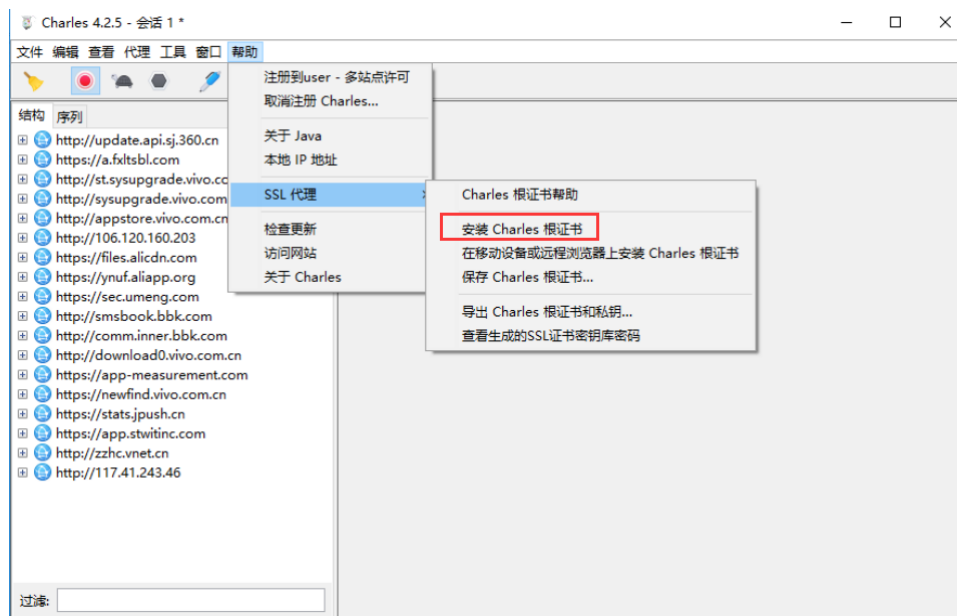 Charles 4.2.5 - 会话 1 *
文件 编辑 查看 代理 工具 窗口 帮助
注册到user - 多站点许可
取消注册 Charles...
关于 Java
本地 IP 地址
SSL 代理
检查更新
访问网站
关于 Charles
Charles 根证书帮助
安装 Charles 根证书
在移动设备或远程浏览器上安装 Charles 根证书
保存 Charles 根证书...
导出 Charles 根证书和私钥...
查看生成的SSL证书密钥库密码
结构 序列
http://update.api.sj.360.cn
https://a.fxltsbl.com
http://st.sysupgrade.vivo.cc
http://sysupgrade.vivo.com
http://appstore.vivo.com.cn
http://106.120.160.203
https://files.alicdn.com
https://ynuf.aliapp.org
https://sec.umeng.com
http://smsbook.bbk.com
http://comm.inner.bbk.com
http://download0.vivo.com.cn
https://app-measurement.com
https://newfind.vivo.com.cn
https://stats.jpush.cn
https://app.stwitinc.com
http://zzhc.vnet.cn
http://117.41.243.46
过滤: